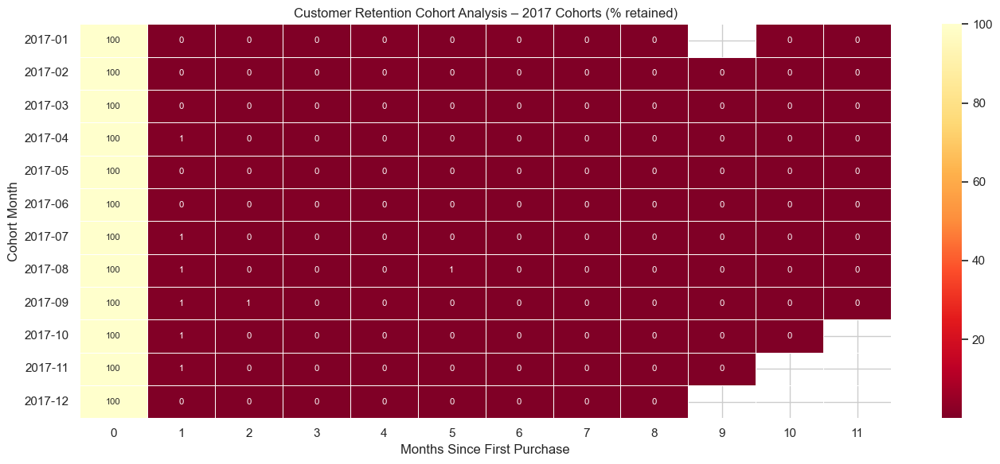 Customer Retention Cohort Analysis – 2017 Cohorts (% retained)
2017-01 100 0 0 0 0 0 0 0 0 0 0
2017-02 100 0 0 0 0 0 0 0 0 0 0 0
2017-03 100 0 0 0 0 0 0 0 0 0 0 0
2017-04 100 1 0 0 0 0 0 0 0 0 0 0
2017-05 100 0 0 0 0 0 0 0 0 0 0 0
2017-06 100 0 0 0 0 0 0 0 0 0 0 0
2017-07 100 1 0 0 0 0 0 0 0 0 0 0
2017-08 100 1 0 0 0 1 0 0 0 0 0 0
2017-09 100 1 1 0 0 0 0 0 0 0 0 0
2017-10 100 1 0 0 0 0 0 0 0 0 0
2017-11 100 1 0 0 0 0 0 0 0 0
2017-12 100 0 0 0 0 0 0 0 0
0 1 2 3 4 5 6 7 8 9 10 11
Months Since First Purchase
Cohort Month
100
80
60
40
20